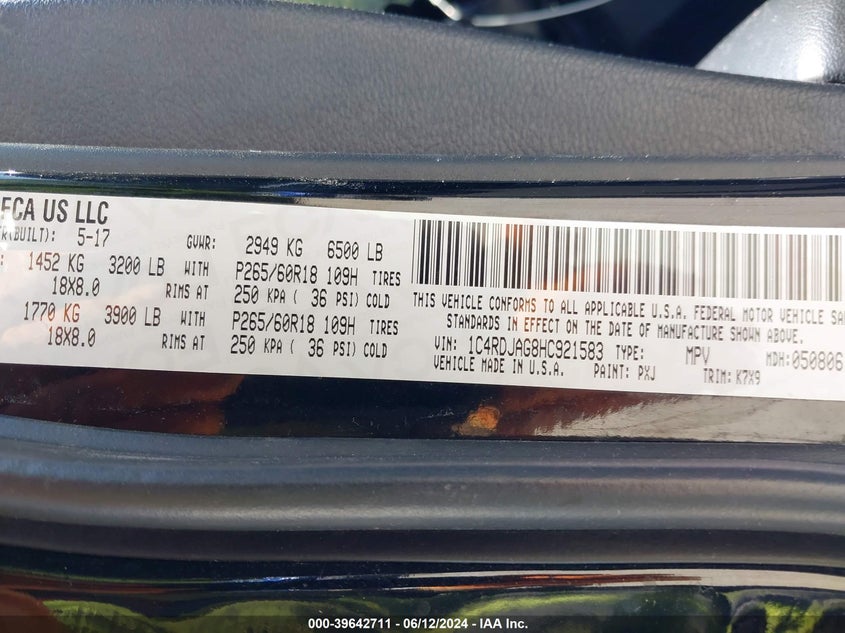 FCA US LLC
(BUILT): 5-17
GVWR: 2949 KG 6500 LB
1452 KG 3200 LB WITH P265/60R18 109H TIRES
18X8.0 RIMS AT 250 KPA ( 36 PSI) COLD
1770 KG 3900 LB WITH P265/60R18 109H TIRES
18X8.0 RIMS AT 250 KPA ( 36 PSI) COLD
THIS VEHICLE CONFORMS TO ALL APPLICABLE U.S.A. FEDERAL MOTOR VEHICLE
STANDARDS IN EFFECT ON THE DATE OF MANUFACTURE SHOWN ABOVE.
VIN: 1C4RDJAG8HC921583 TYPE: MPV MDH:050806
VEHICLE MADE IN U.S.A. PAINT: PXJ TRIM: K7X9
000-39642711 - 06/12/2024 - IAA Inc.